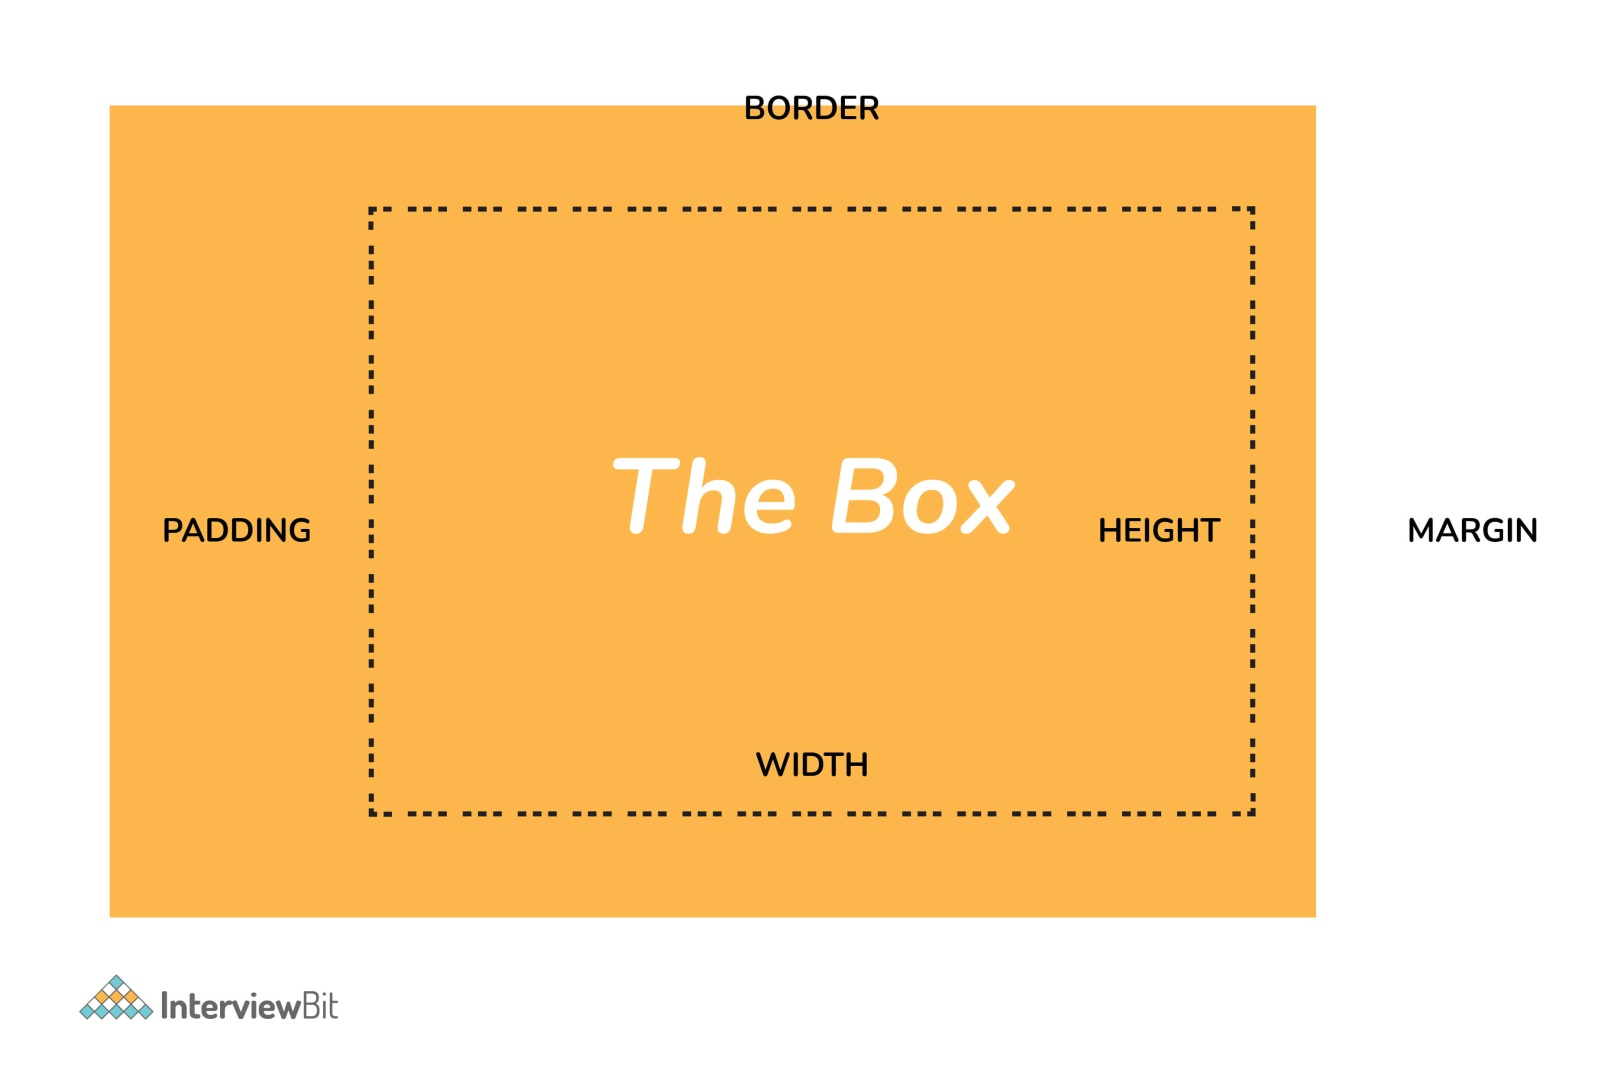 BORDER
The Box
PADDING
HEIGHT
MARGIN
WIDTH
InterviewBit